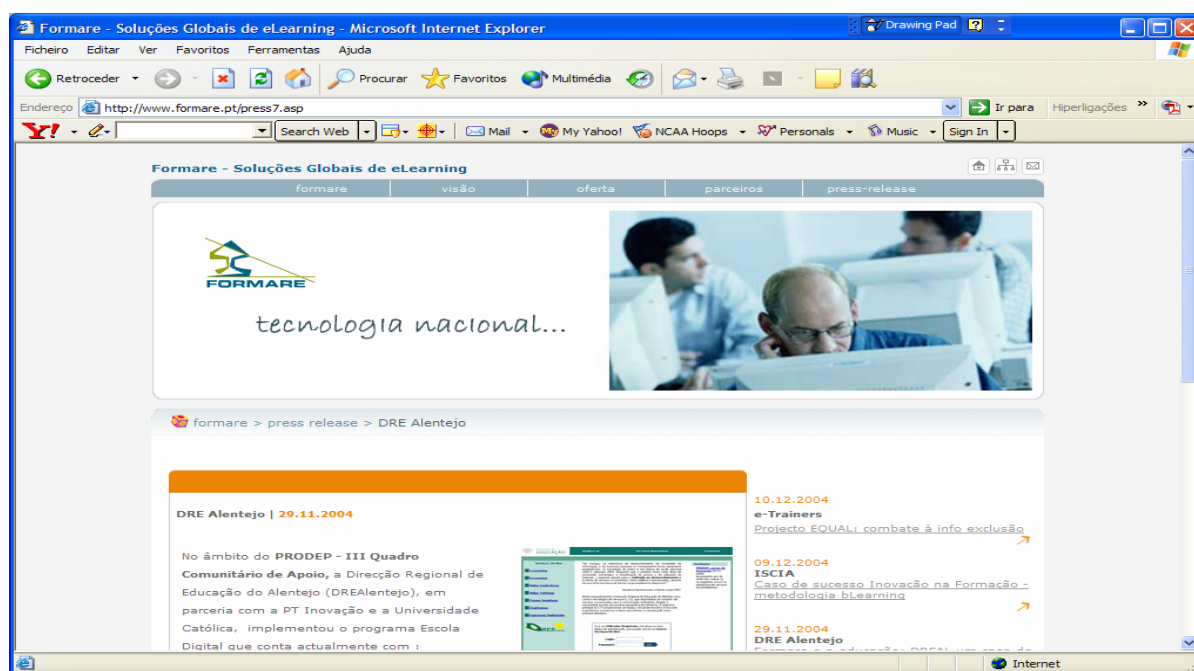 Formare - Soluções Globais de eLearning - Microsoft Internet Explorer
Drawing Pad
Ficheiro Editar Ver Favoritos Ferramentas Ajuda
Retroceder Procurar Favoritos Multimédia
Endereço http://www.formare.pt/press7.asp Ir para Hiperligações »
Y! Search Web Mail My Yahoo! NCAA Hoops Personals Music Sign In
Formare - Soluções Globais de eLearning
formare visão oferta parceiros press-release
FORMARE
tecnologia nacional...
formare > press release > DRE Alentejo
DRE Alentejo | 29.11.2004
No âmbito do PRODEP - III Quadro
Comunitário de Apoio, a Direcção Regional de
Educação do Alentejo (DREAlentejo), em
parceria com a PT Inovação e a Universidade
Católica, implementou o programa Escola
Digital que conta actualmente com :
10.12.2004
e-Trainers
Projecto EQUAL: combate à info exclusão
09.12.2004
ISCIA
Caso de sucesso Inovação na Formação -
metodologia bLearning
29.11.2004
DRE Alentejo
Internet